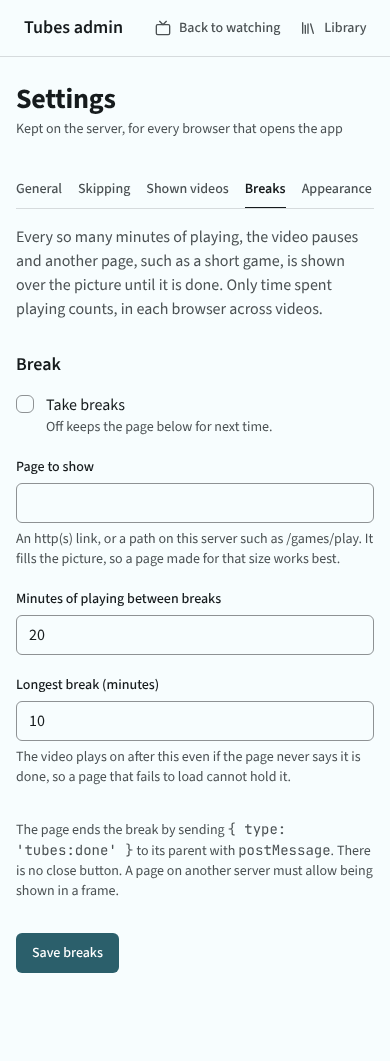 Tubes admin
Back to watching
Library
Settings
Kept on the server, for every browser that opens the app
General Skipping Shown videos Breaks Appearance
Every so many minutes of playing, the video pauses
and another page, such as a short game, is shown
over the picture until it is done. Only time spent
playing counts, in each browser across videos.
Break
Take breaks
Off keeps the page below for next time.
Page to show
An http(s) link, or a path on this server such as /games/play. It
fills the picture, so a page made for that size works best.
Minutes of playing between breaks
20
Longest break (minutes)
10
The video plays on after this even if the page never says it is
done, so a page that fails to load cannot hold it.
The page ends the break by sending { type:
'tubes:done' } to its parent with postMessage. There
is no close button. A page on another server must allow being
shown in a frame.
Save breaks